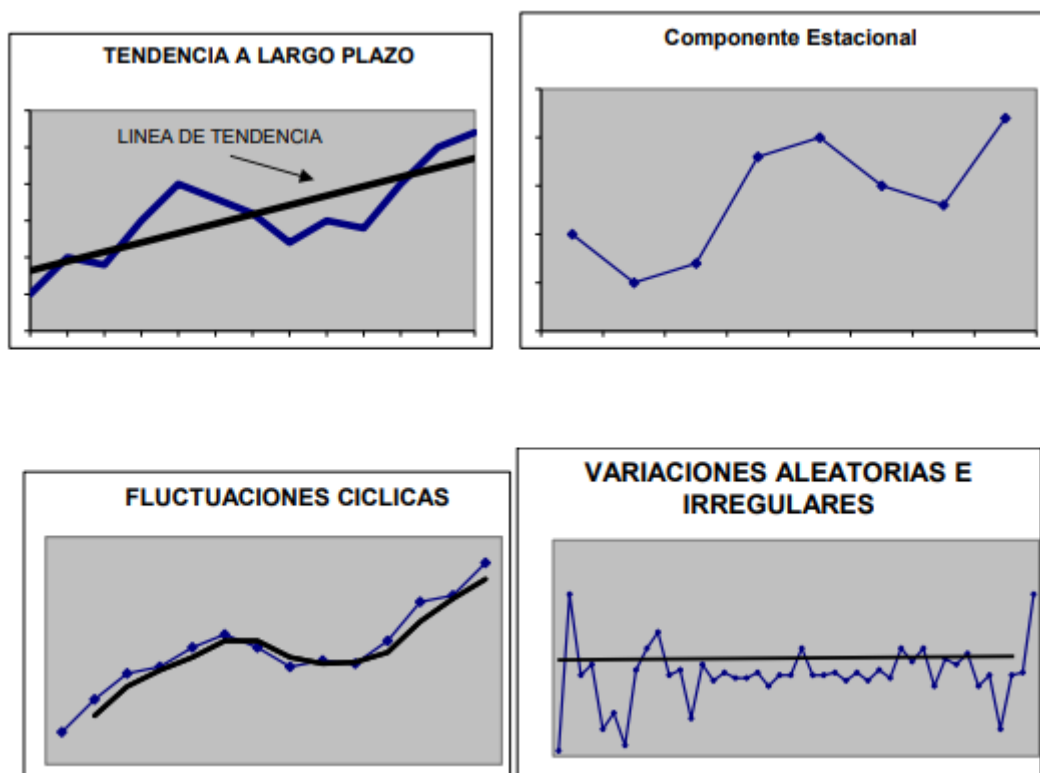 TENDENCIA A LARGO PLAZO
LINEA DE TENDENCIA
Componente Estacional
FLUCTUACIONES CICLICAS
VARIACIONES ALEATORIAS E
IRREGULARES